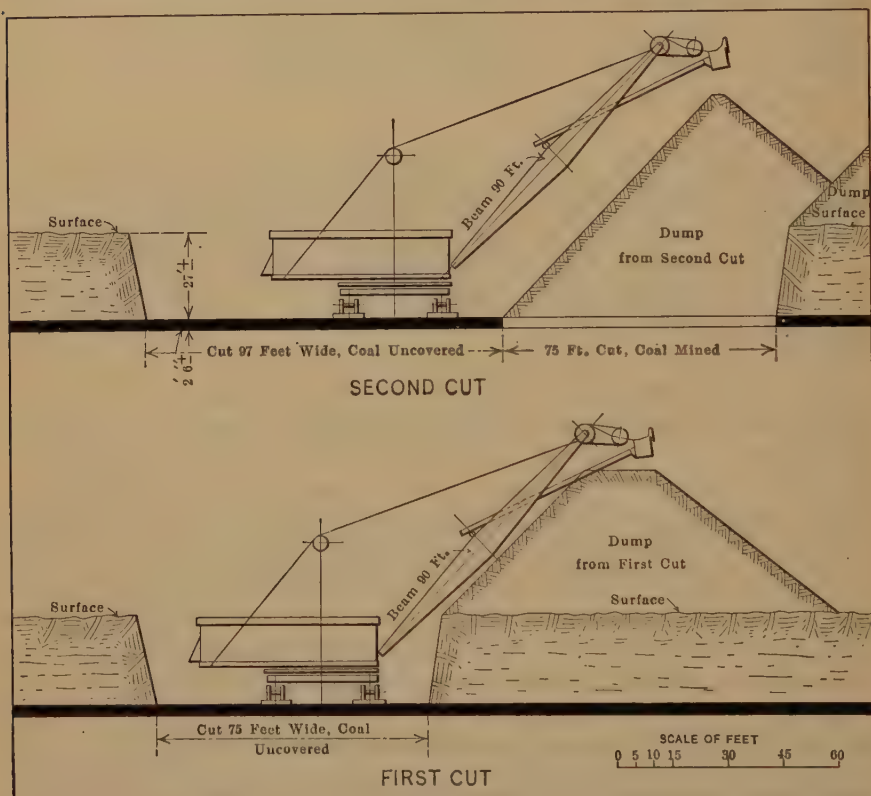 Surface
27'±
Beam 90 Ft.
Dump
from Second Cut
Dump
Surface
2'6"±
Cut 97 Feet Wide, Coal Uncovered
75 Ft. Cut, Coal Mined
SECOND CUT
Surface
Beam 90 Ft.
Dump
from First Cut
Surface
Cut 75 Feet Wide, Coal
Uncovered
FIRST CUT
SCALE OF FEET
0 5 10 15 30 45 60